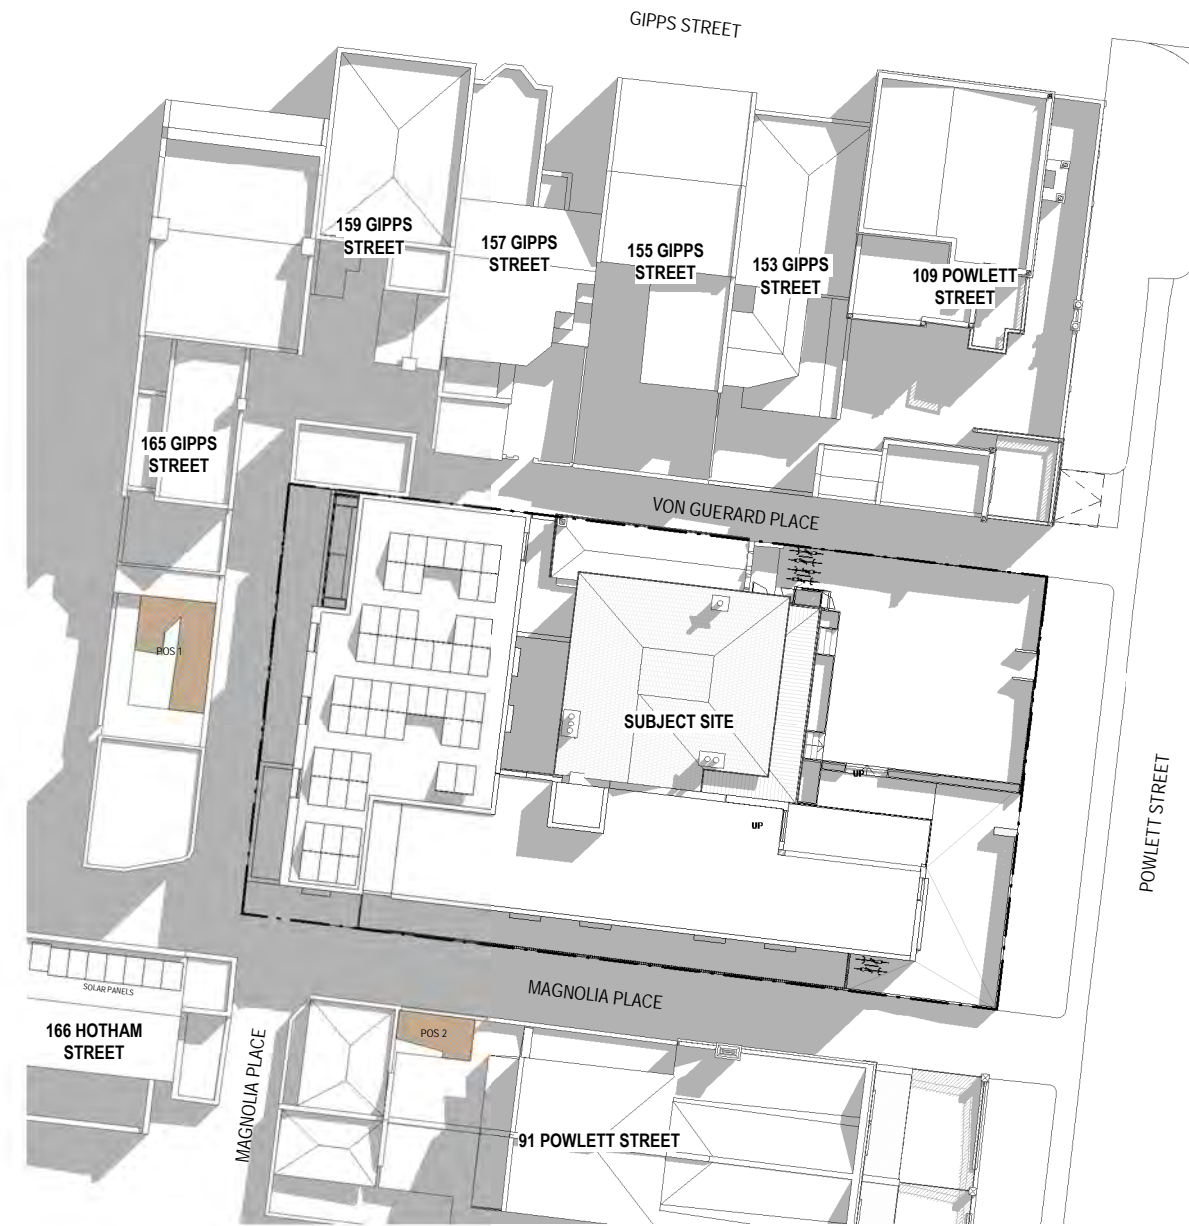 GIPPS STREET
159 GIPPS
STREET
157 GIPPS
STREET
155 GIPPS
STREET
153 GIPPS
STREET
109 POWLETT
STREET
165 GIPPS
STREET
VON GUERARD PLACE
POS 1
SUBJECT SITE
UP
UP
POWLETT STREET
SOLAR PANELS
166 HOTHAM
STREET
MAGNOLIA PLACE
MAGNOLIA PLACE
POS 2
91 POWLETT STREET